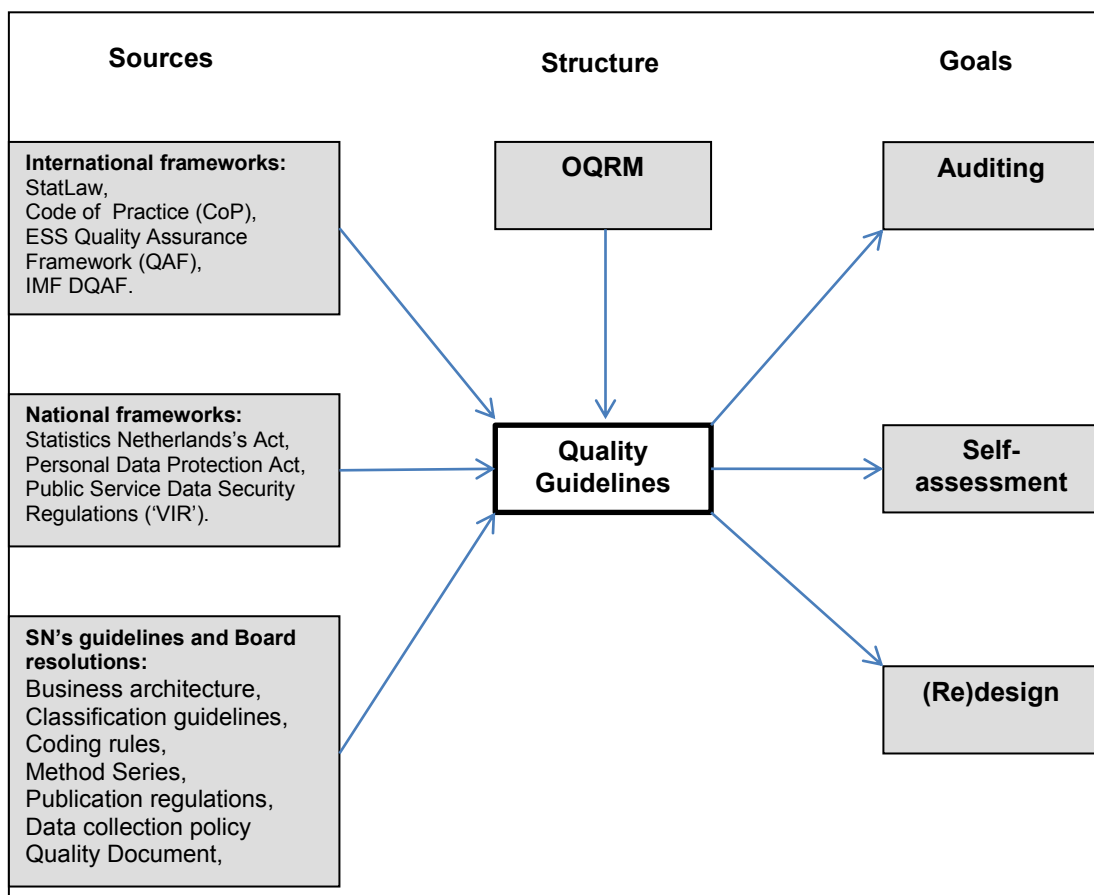 Sources
Structure
Goals
International frameworks:
StatLaw,
Code of Practice (CoP),
ESS Quality Assurance
Framework (QAF),
IMF DQAF.
OQRM
Auditing
National frameworks:
Statistics Netherlands's Act,
Personal Data Protection Act,
Public Service Data Security
Regulations (‘VIR’).
Quality
Guidelines
Self-
assessment
SN’s guidelines and Board
resolutions:
Business architecture,
Classification guidelines,
Coding rules,
Method Series,
Publication regulations,
Data collection policy
Quality Document,
(Re)design